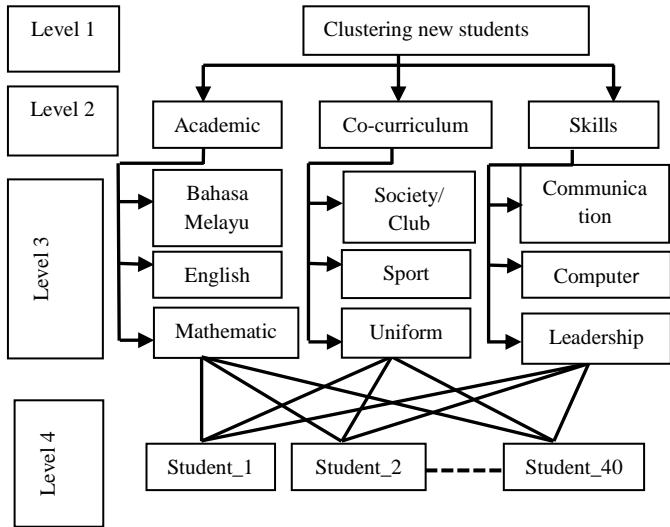 Level 1
Clustering new students
Level 2
Academic
Co-curriculum
Skills
Level 3
Bahasa
Melayu
Society/
Club
Communica
tion
English
Sport
Computer
Mathematic
Uniform
Leadership
Level 4
Student_1
Student_2
Student_40